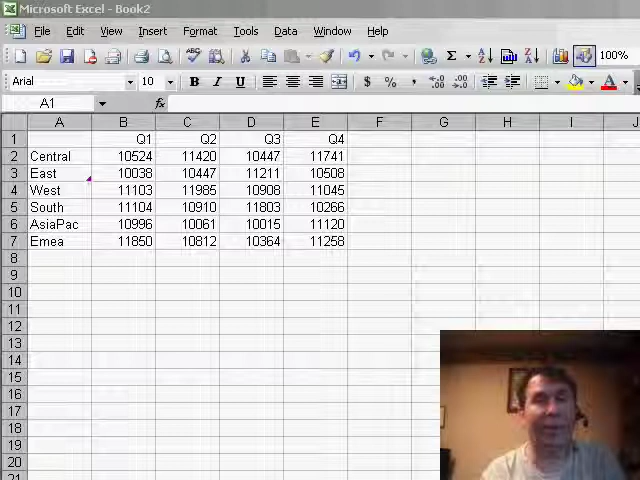 Microsoft Excel - Book2
File Edit View Insert Format Tools Data Window Help
Σ 100%
Arial 10 B I U $ % ,
A1 fx
A B C D E F G H I J
1 Q1 Q2 Q3 Q4
2 Central 10524 11420 10447 11741
3 East 10038 10447 11211 10508
4 West 11103 11985 10908 11045
5 South 11104 10910 11803 10266
6 AsiaPac 10996 10061 10015 11120
7 Emea 11850 10812 10364 11258
8
9
10
11
12
13
14
15
16
17
18
19
20
21